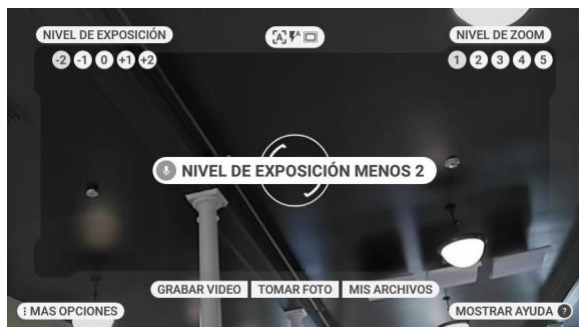 NIVEL DE EXPOSICIÓN
-2 -1 0 +1 +2
[A] A
NIVEL DE ZOOM
1 2 3 4 5
NIVEL DE EXPOSICIÓN MENOS 2
GRABAR VIDEO TOMAR FOTO MIS ARCHIVOS
MAS OPCIONES
MOSTRAR AYUDA ?